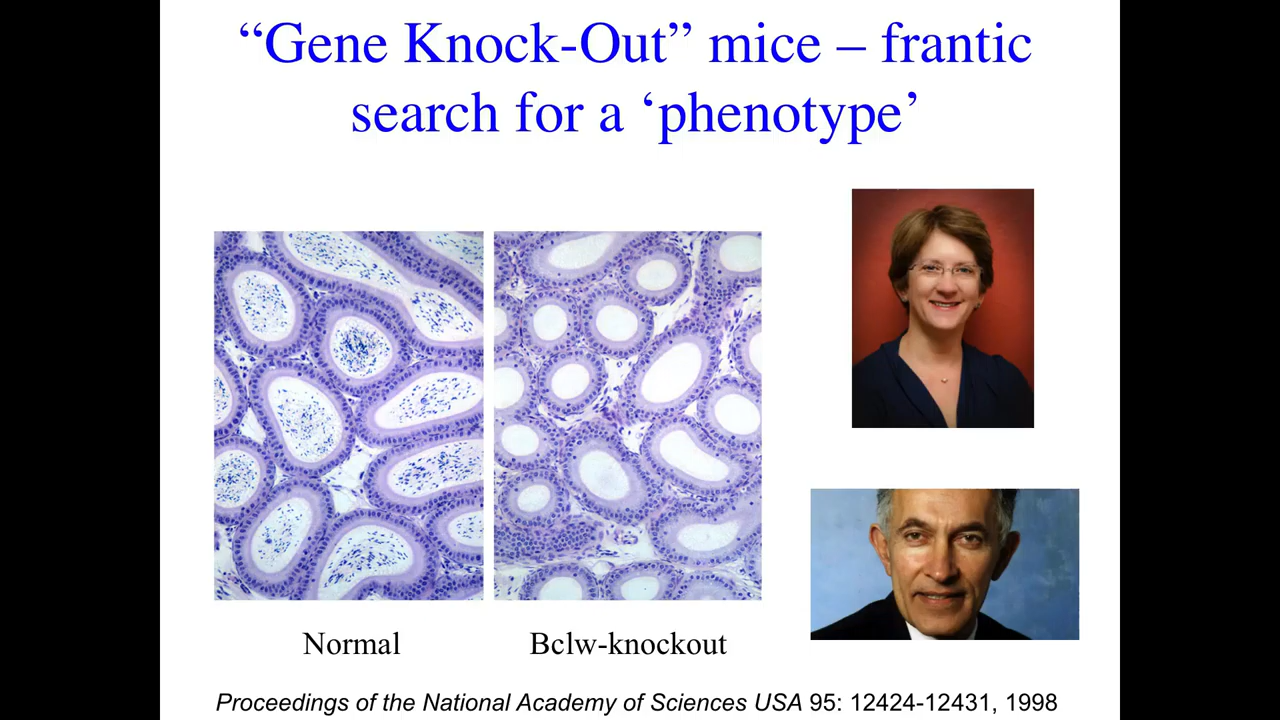 “Gene Knock-Out” mice – frantic
search for a ‘phenotype’
Normal
Bclw-knockout
Proceedings of the National Academy of Sciences USA 95: 12424-12431, 1998